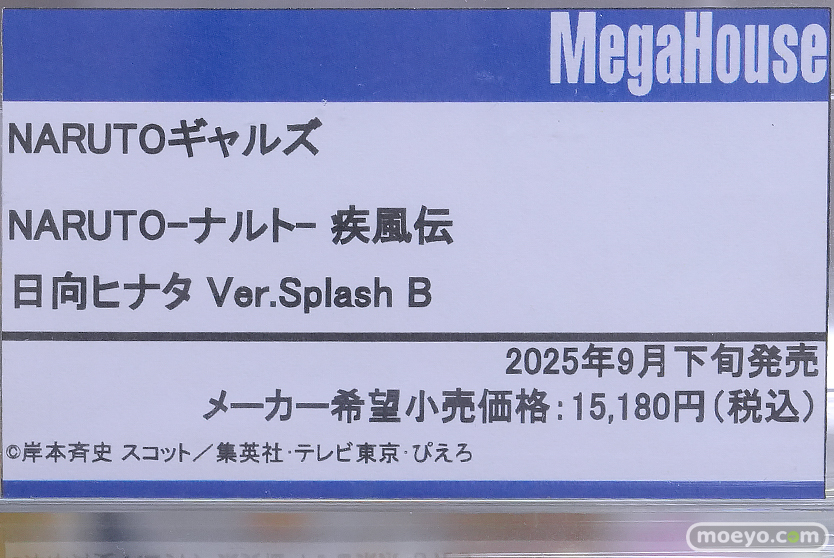 MegaHouse
NARUTOギャルズ
NARUTO-ナルト- 疾風伝
日向ヒナタ Ver.Splash B
2025年9月下旬発売
メーカー希望小売価格：15,180円（税込）
©岸本斉史 スコット／集英社・テレビ東京・ぴえろ
moeyo.com